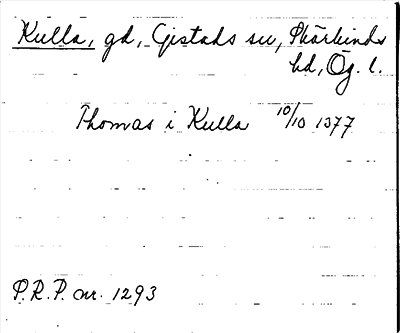 Kulla, gd, Gistads sn, Skärkinds
hd, Ög. l.
Thomas i Kulla 10/10 1377
P.R.P. nr. 1293